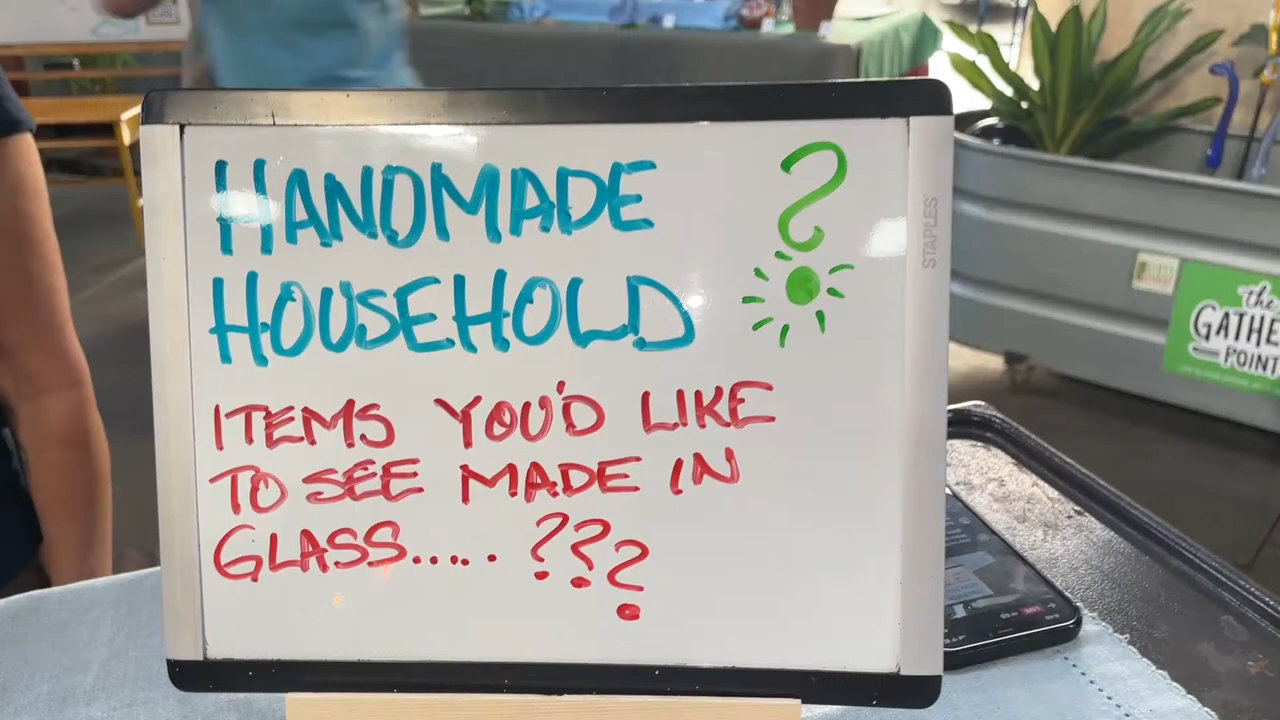 HANDMADE
HOUSEHOLD
?
ITEMS YOU'D LIKE
TO SEE MADE IN
GLASS..... ???
STAPLES
the
GATHE
POINT